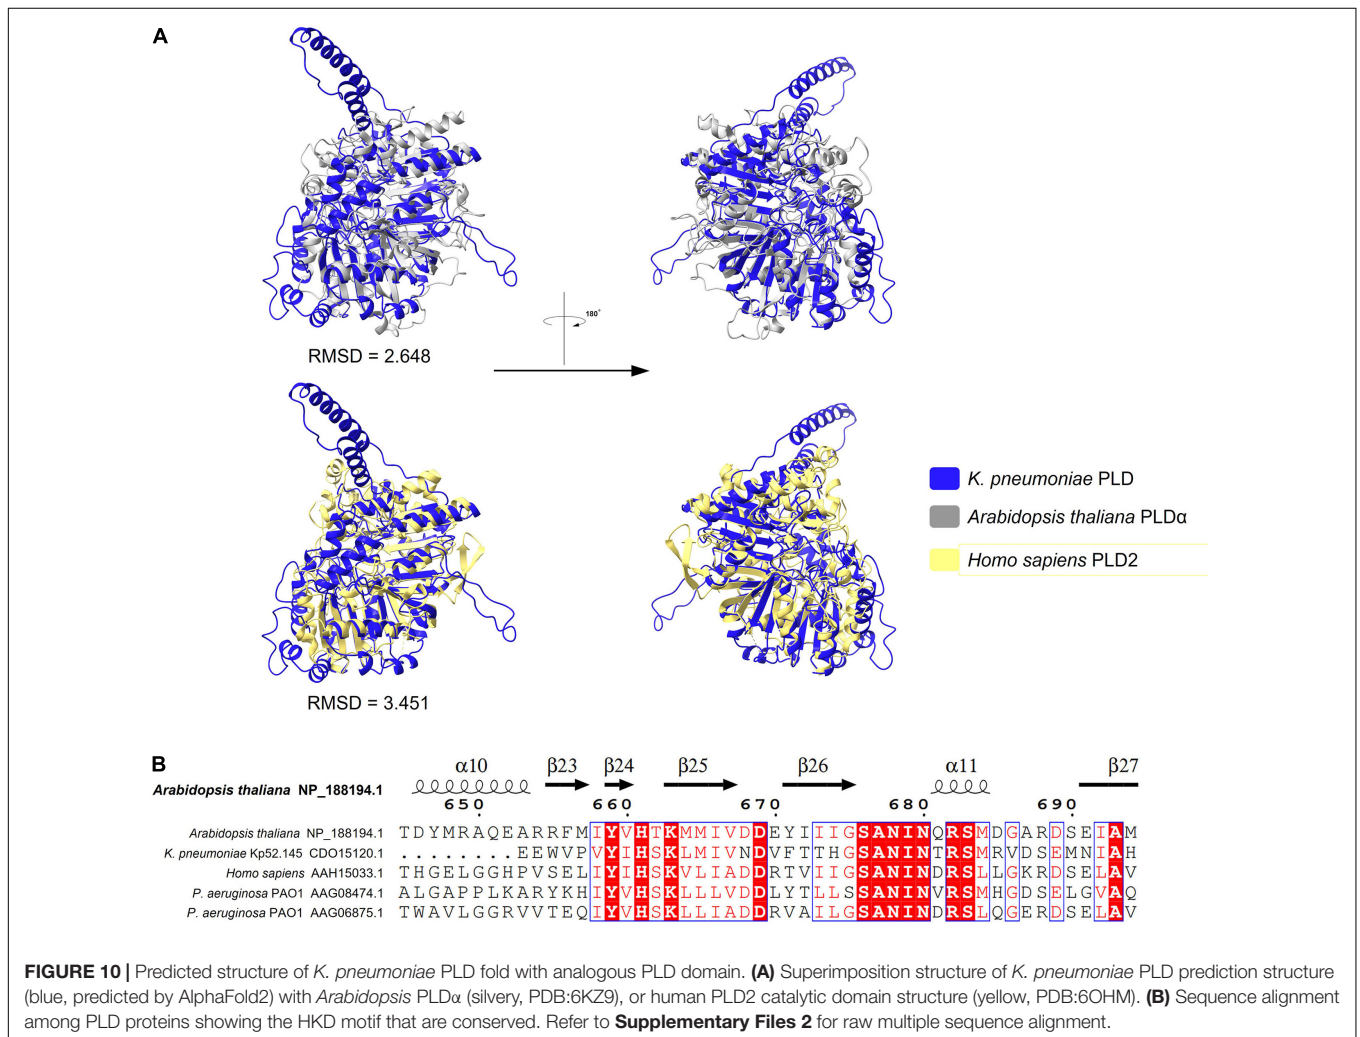 A
180°
RMSD = 2.648
K. pneumoniae PLD
Arabidopsis thaliana PLDα
Homo sapiens PLD2
RMSD = 3.451
B
α10 β23 β24 β25 β26 α11 β27
Arabidopsis thaliana NP_188194.1
650 660 670 680 690
Arabidopsis thaliana NP_188194.1 TDYMRAQEARRFMIYVHTKMMIVDDEYIIIGSANINQRSMDGARDSEIAM
K. pneumoniae Kp52.145 CDO15120.1 ........EEWVPVYIHSKLMIVNDVFTTHGSANINTRSMRVDSEMNIAH
Homo sapiens AAH15033.1 THGELGGHPVSELIYIHSKVLIADDRTVIIGSANINDRSLLGKRDSELAV
P. aeruginosa PAO1 AAG08474.1 ALGAPPLKARYKHIYVHSKLLLVDDLYTLLSSANINVRSMHGDSELGVAQ
P. aeruginosa PAO1 AAG06875.1 TWAVLGGRVVTEQIYVHSKLLIADDRVAILGSANINDRSLQGERDSELAV
FIGURE 10 | Predicted structure of K. pneumoniae PLD fold with analogous PLD domain. (A) Superimposition structure of K. pneumoniae PLD prediction structure
(blue, predicted by AlphaFold2) with Arabidopsis PLDα (silvery, PDB:6KZ9), or human PLD2 catalytic domain structure (yellow, PDB:6OHM). (B) Sequence alignment
among PLD proteins showing the HKD motif that are conserved. Refer to Supplementary Files 2 for raw multiple sequence alignment.